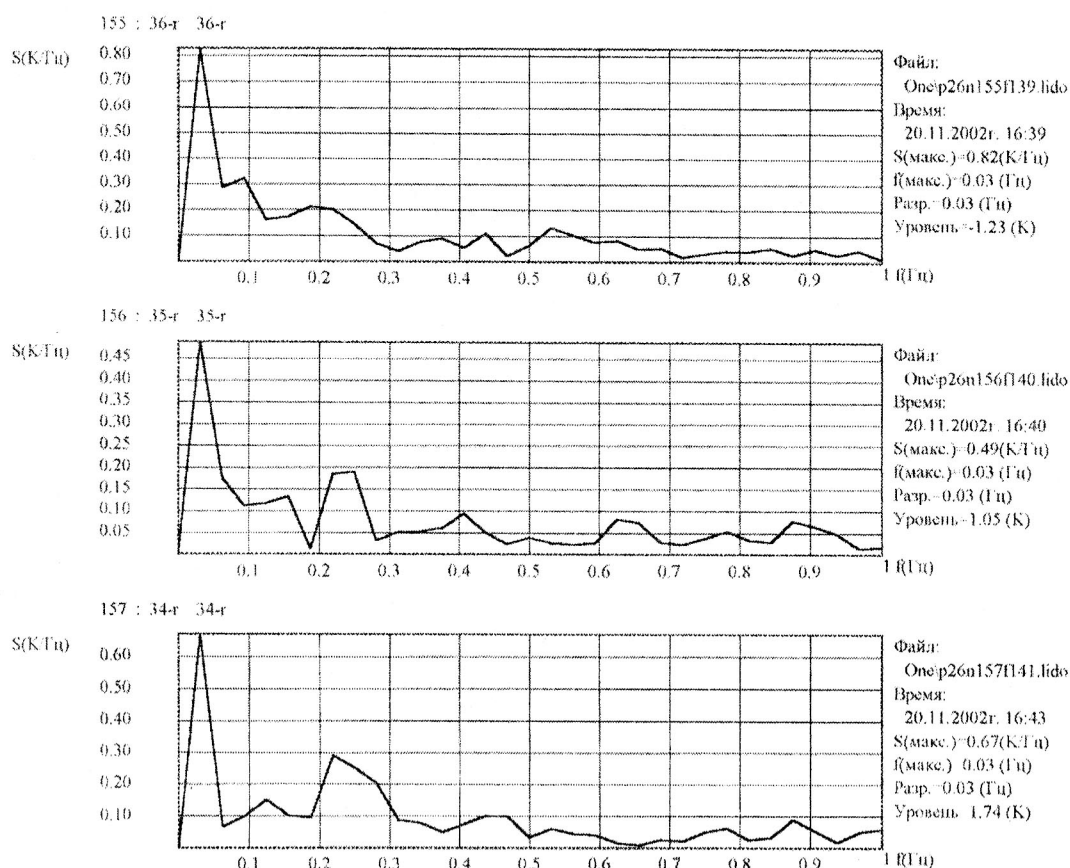 155 : 36-г 36-г
S(К/Гц)
0.80
0.70
0.60
0.50
0.40
0.30
0.20
0.10
0.1 0.2 0.3 0.4 0.5 0.6 0.7 0.8 0.9 1 f(Гц)
Файл:
One\p26n155f139.lido
Время:
20.11.2002г. 16:39
S(макс.)=0.82(К/Гц)
f(макс.)=0.03 (Гц)
Разр.=0.03 (Гц)
Уровень=-1.23 (К)
156 : 35-г 35-г
S(К/Гц)
0.45
0.40
0.35
0.30
0.25
0.20
0.15
0.10
0.05
0.1 0.2 0.3 0.4 0.5 0.6 0.7 0.8 0.9 1 f(Гц)
Файл:
One\p26n156f140.lido
Время:
20.11.2002г. 16:40
S(макс.)=0.49(К/Гц)
f(макс.)=0.03 (Гц)
Разр.=0.03 (Гц)
Уровень=1.05 (К)
157 : 34-г 34-г
S(К/Гц)
0.60
0.50
0.40
0.30
0.20
0.10
0.1 0.2 0.3 0.4 0.5 0.6 0.7 0.8 0.9 1 f(Гц)
Файл:
One\p26n157f141.lido
Время:
20.11.2002г. 16:43
S(макс.)=0.67(К/Гц)
f(макс.)=0.03 (Гц)
Разр.=0.03 (Гц)
Уровень=1.74 (К)